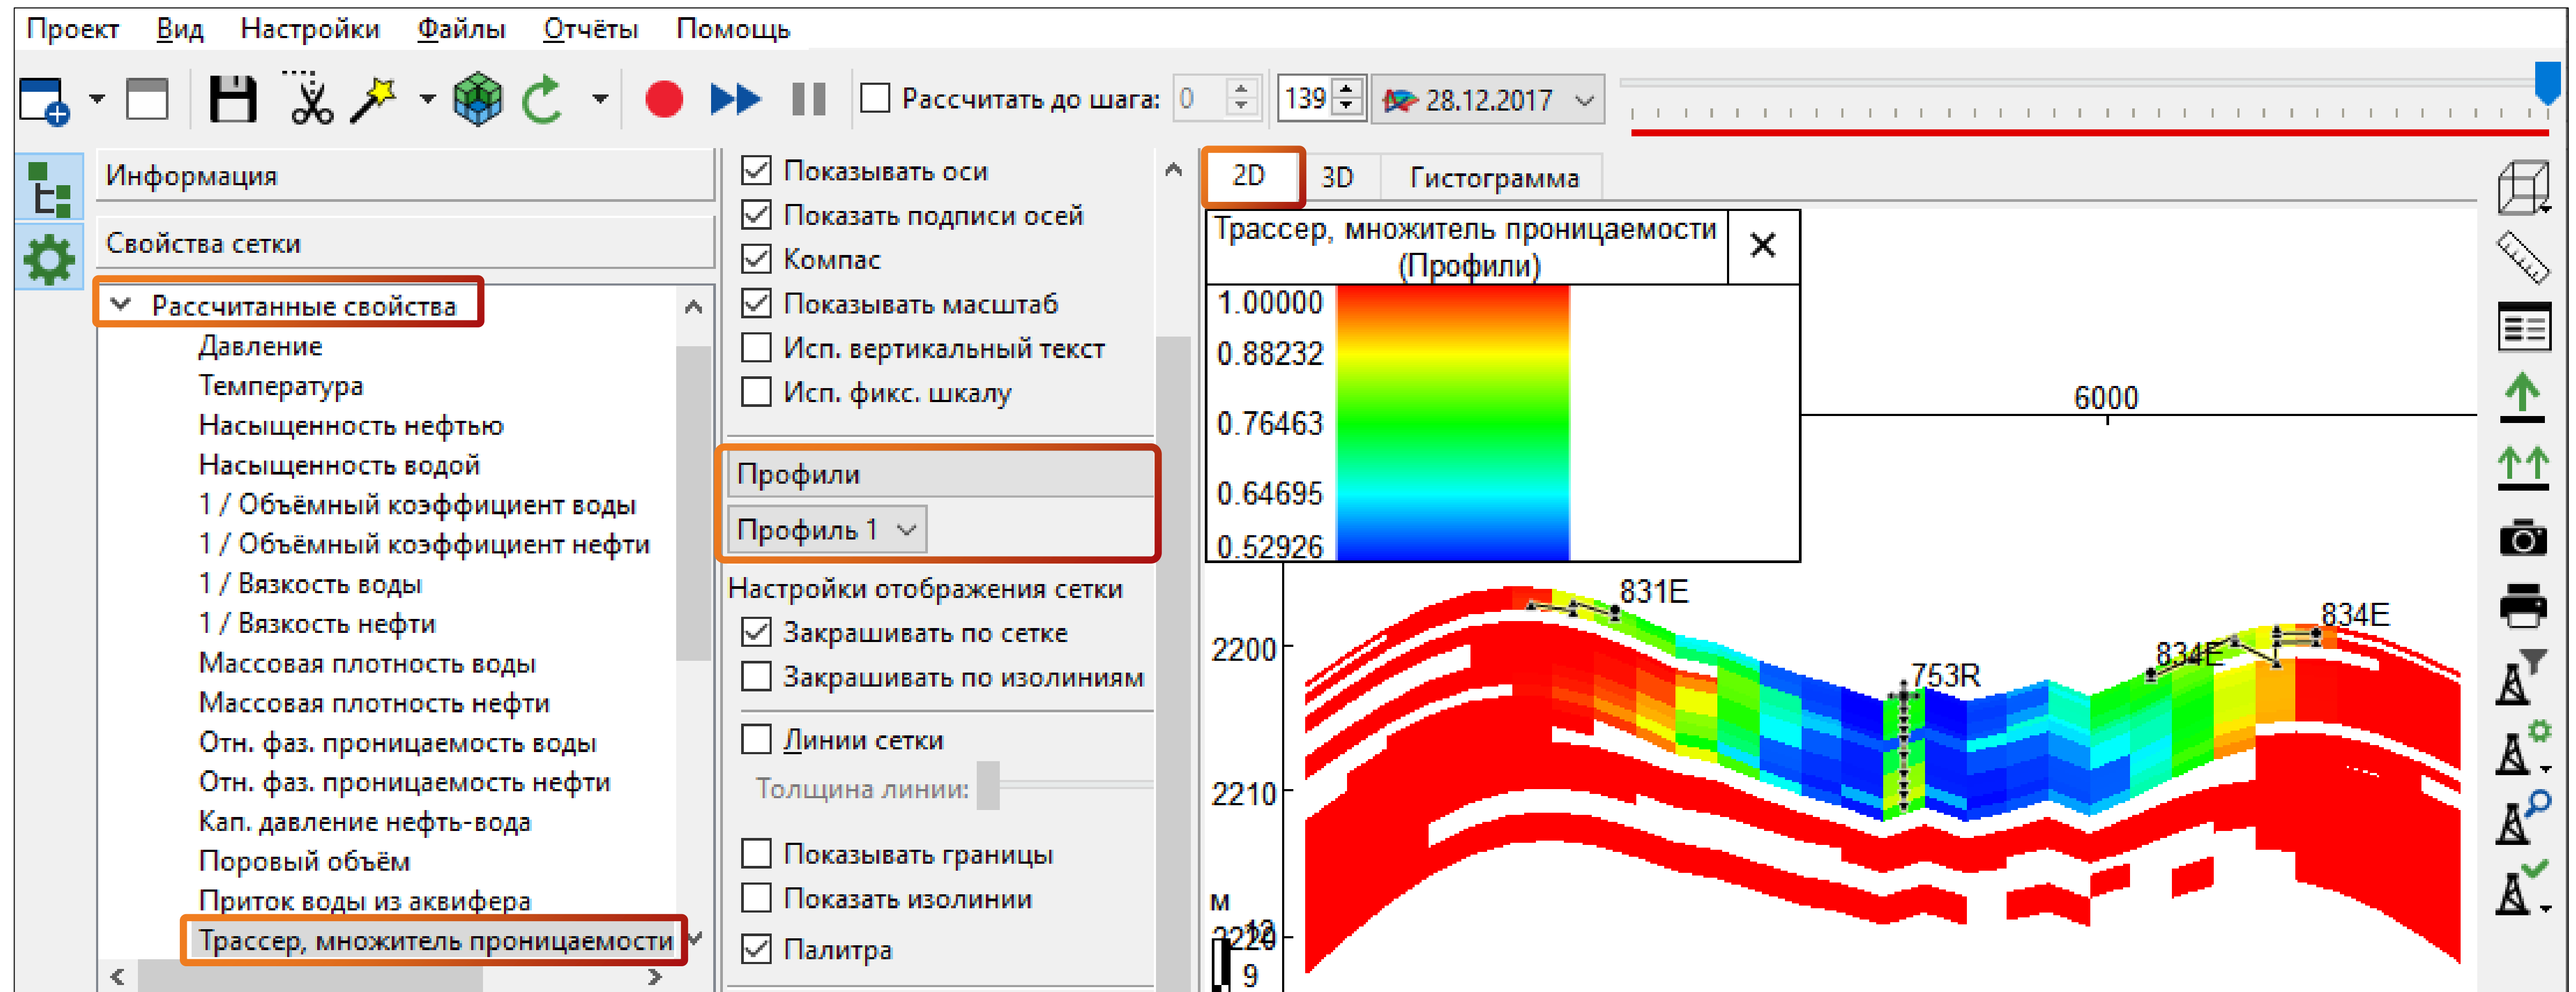 Проект Вид Настройки Файлы Отчёты Помощь
Рассчитать до шага: 0 139 28.12.2017
Информация
Свойства сетки
Рассчитанные свойства
Давление
Температура
Насыщенность нефтью
Насыщенность водой
1 / Объёмный коэффициент воды
1 / Объёмный коэффициент нефти
1 / Вязкость воды
1 / Вязкость нефти
Массовая плотность воды
Массовая плотность нефти
Отн. фаз. проницаемость воды
Отн. фаз. проницаемость нефти
Кап. давление нефть-вода
Поровый объём
Приток воды из аквифера
Трассер, множитель проницаемости
Показывать оси
Показать подписи осей
Компас
Показывать масштаб
Исп. вертикальный текст
Исп. фикс. шкалу
Профили
Профиль 1
Настройки отображения сетки
Закрашивать по сетке
Закрашивать по изолиниям
Линии сетки
Толщина линии:
Показывать границы
Показать изолинии
Палитра
2D 3D Гистограмма
Трассер, множитель проницаемости
(Профили)
1.00000
0.88232
0.76463
0.64695
0.52926
6000
831E
834E
834E
753R
2200
2210
м
2220
9